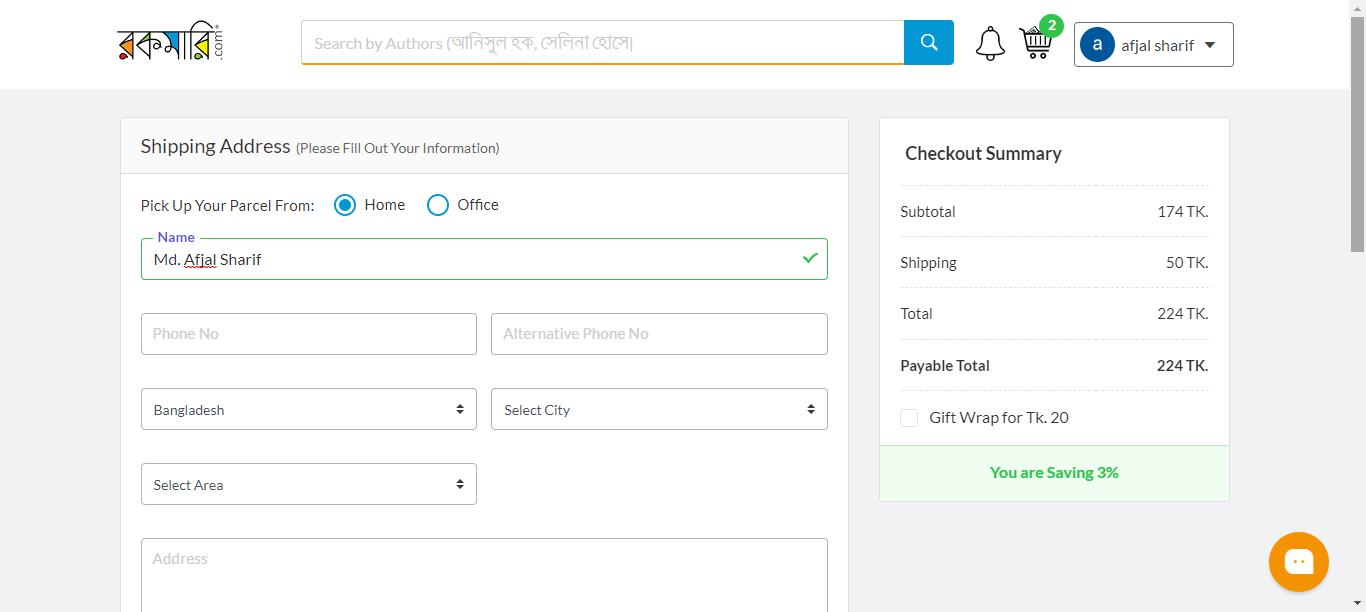 রকমারি.com
Search by Authors (আনিসুল হক, সেলিনা হোসে|
2
a afjal sharif
Shipping Address (Please Fill Out Your Information)
Pick Up Your Parcel From: Home Office
Name
Md. Afjal Sharif
Phone No Alternative Phone No
Bangladesh Select City
Select Area
Address
Checkout Summary
Subtotal 174 TK.
Shipping 50 TK.
Total 224 TK.
Payable Total 224 TK.
Gift Wrap for Tk. 20
You are Saving 3%